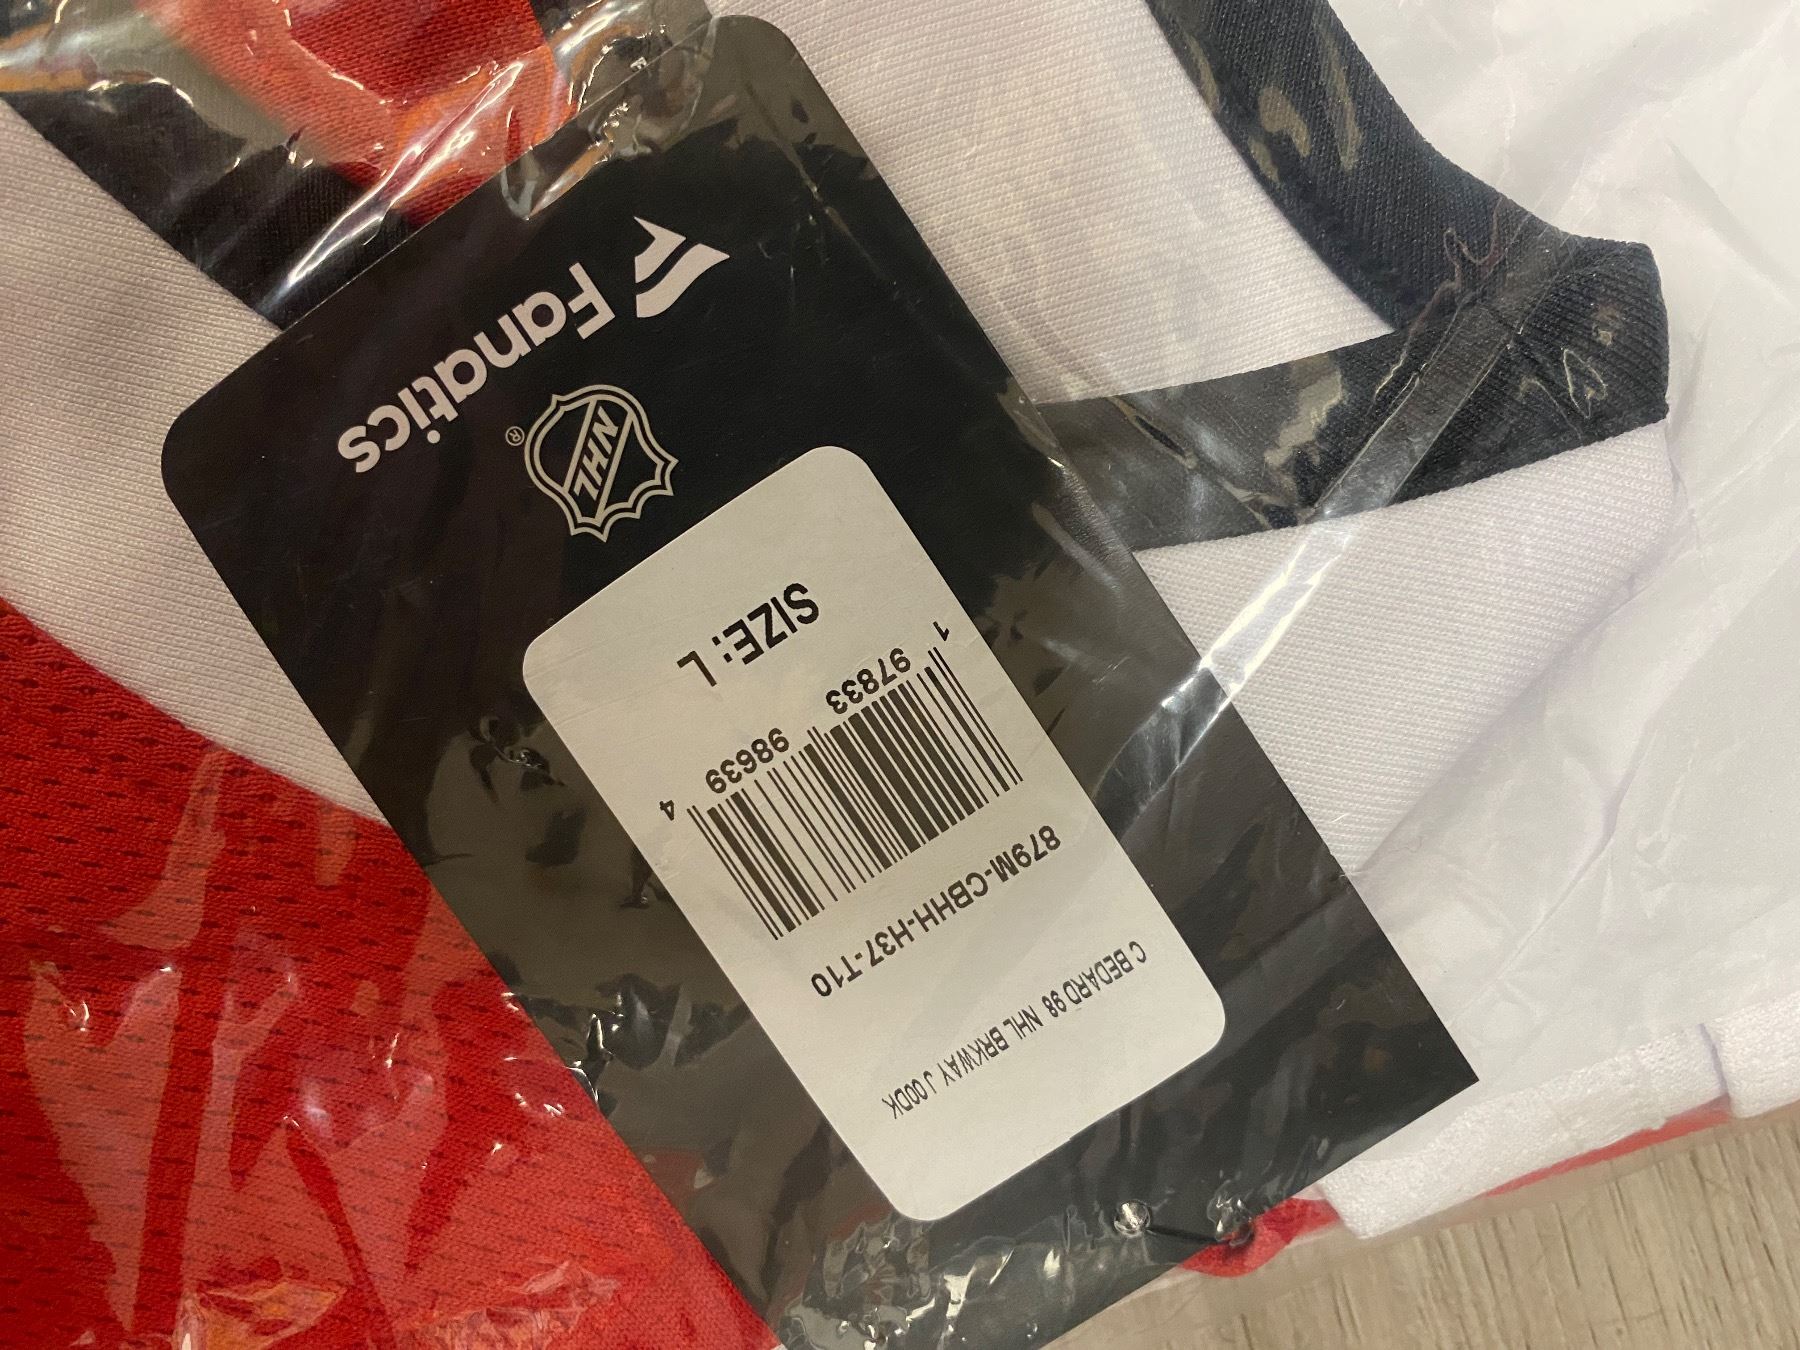 Fanatics
NHL
®
SIZE: L
1 97833 98639 4
879M-CBHH-H37-T10
C BEDARD 98 NHL BRKWAY J 00DK